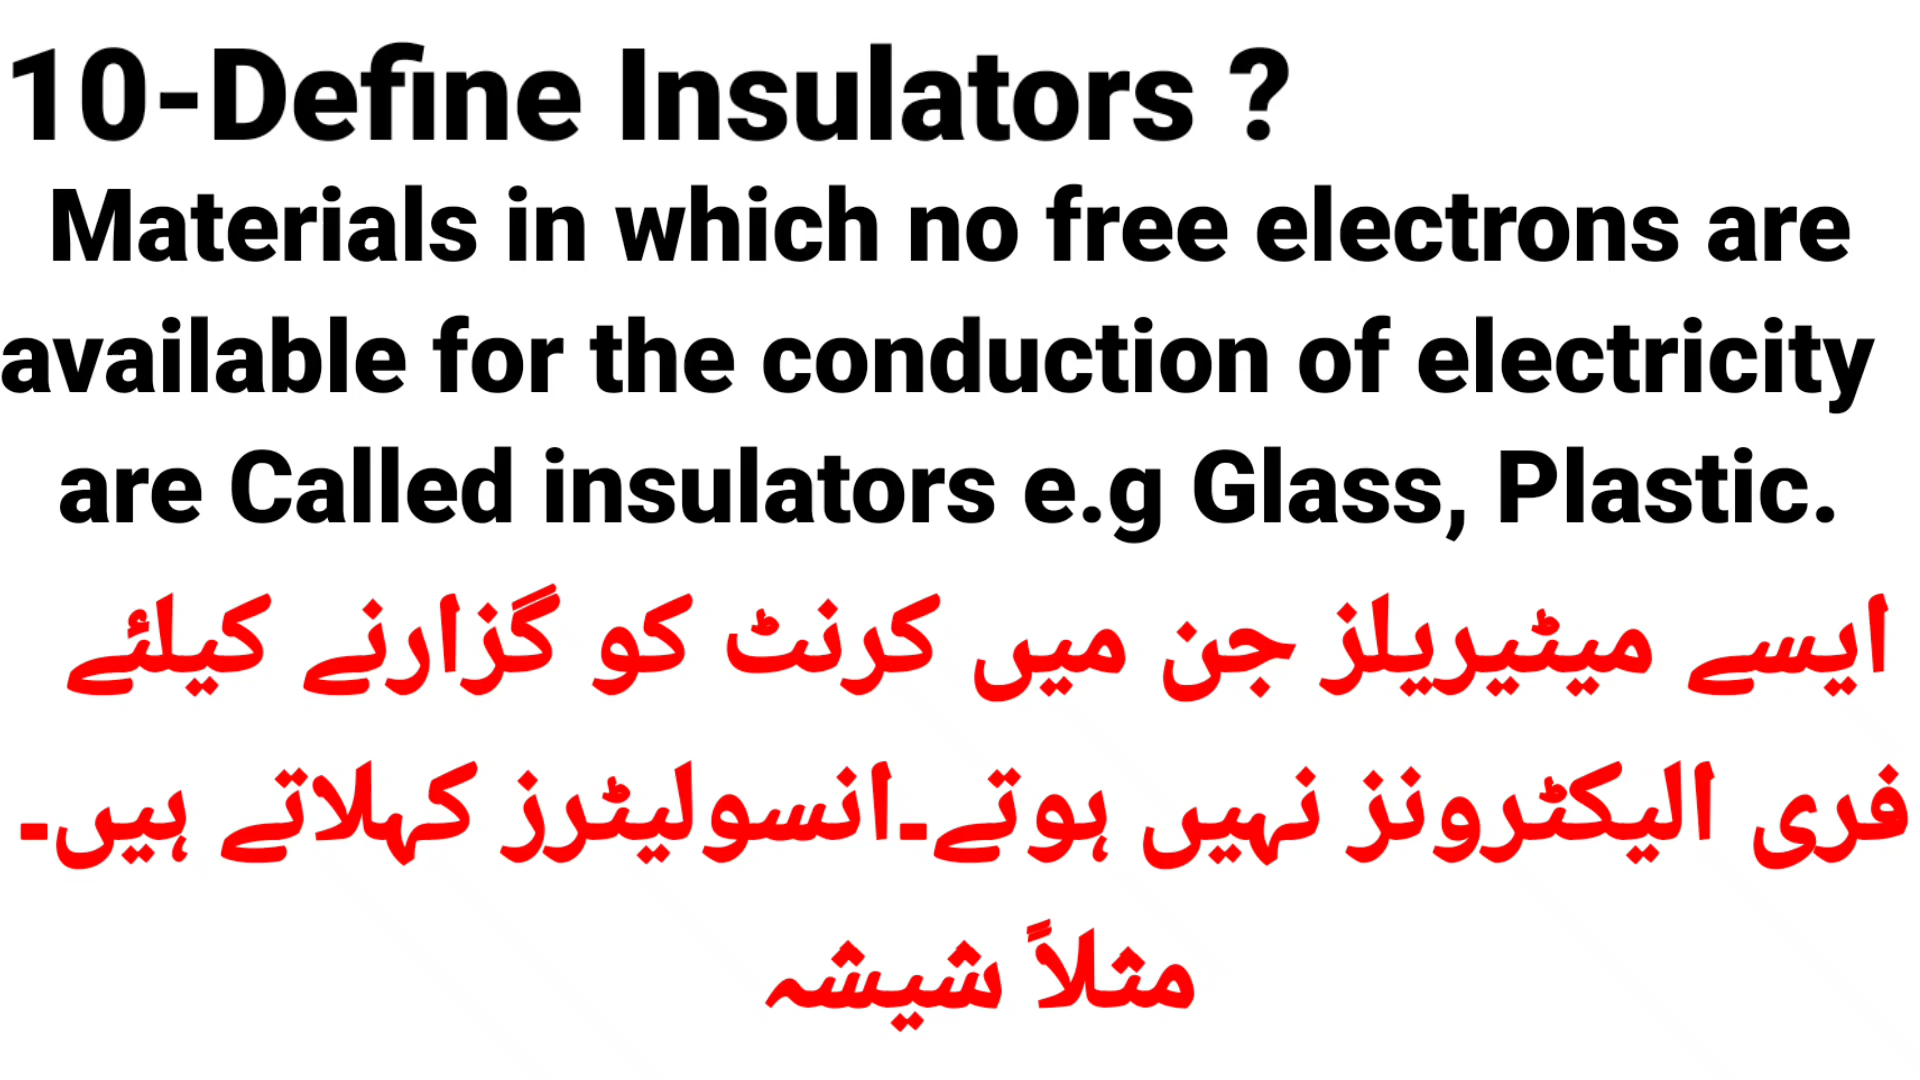 10-Define Insulators ?
Materials in which no free electrons are
available for the conduction of electricity
are Called insulators e.g Glass, Plastic.
ایسے میٹیریلز جن میں کرنٹ کو گزارنے کیلئے
فری الیکٹرونز نہیں ہوتے۔انسولیٹرز کہلاتے ہیں۔
مثلاً شیشہ